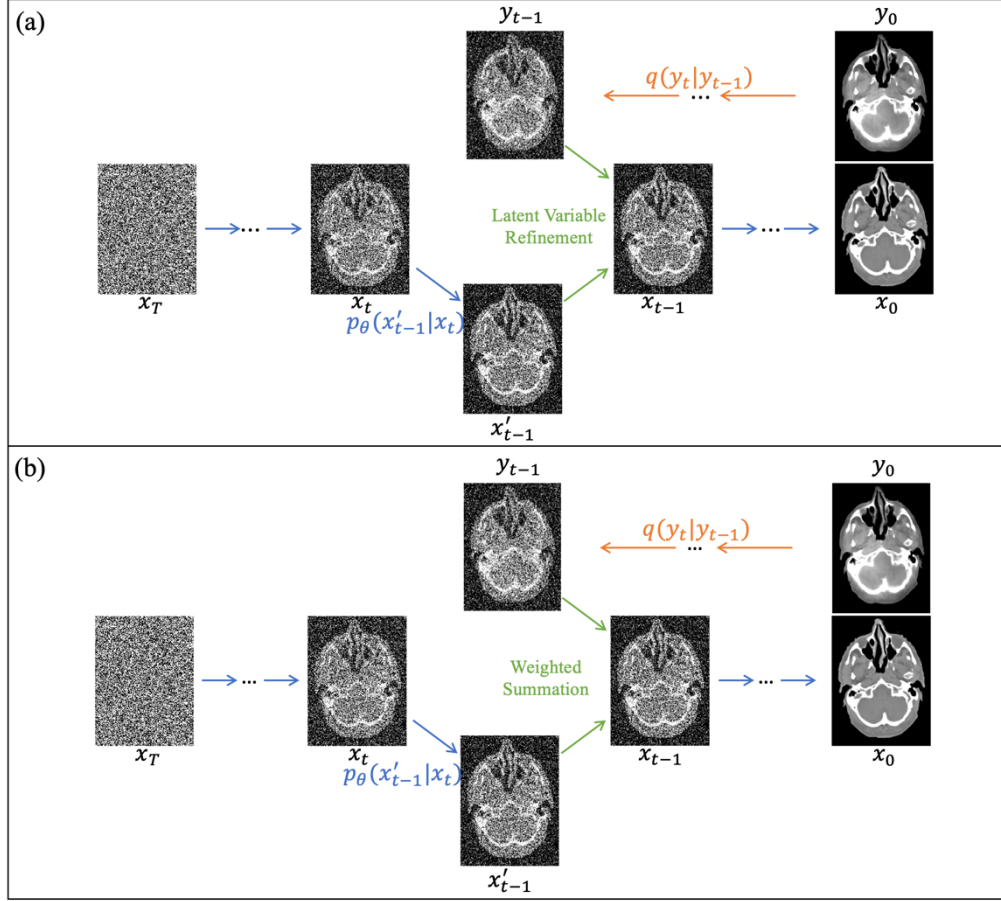 (a)
y_{t-1}
y_0
q(y_t|y_{t-1})
...
... ...
Latent Variable
Refinement
x_T
x_t
x_{t-1}
x_0
p_θ(x'_{t-1}|x_t)
x'_{t-1}
(b)
y_{t-1}
y_0
q(y_t|y_{t-1})
...
... ...
Weighted
Summation
x_T
x_t
x_{t-1}
x_0
p_θ(x'_{t-1}|x_t)
x'_{t-1}